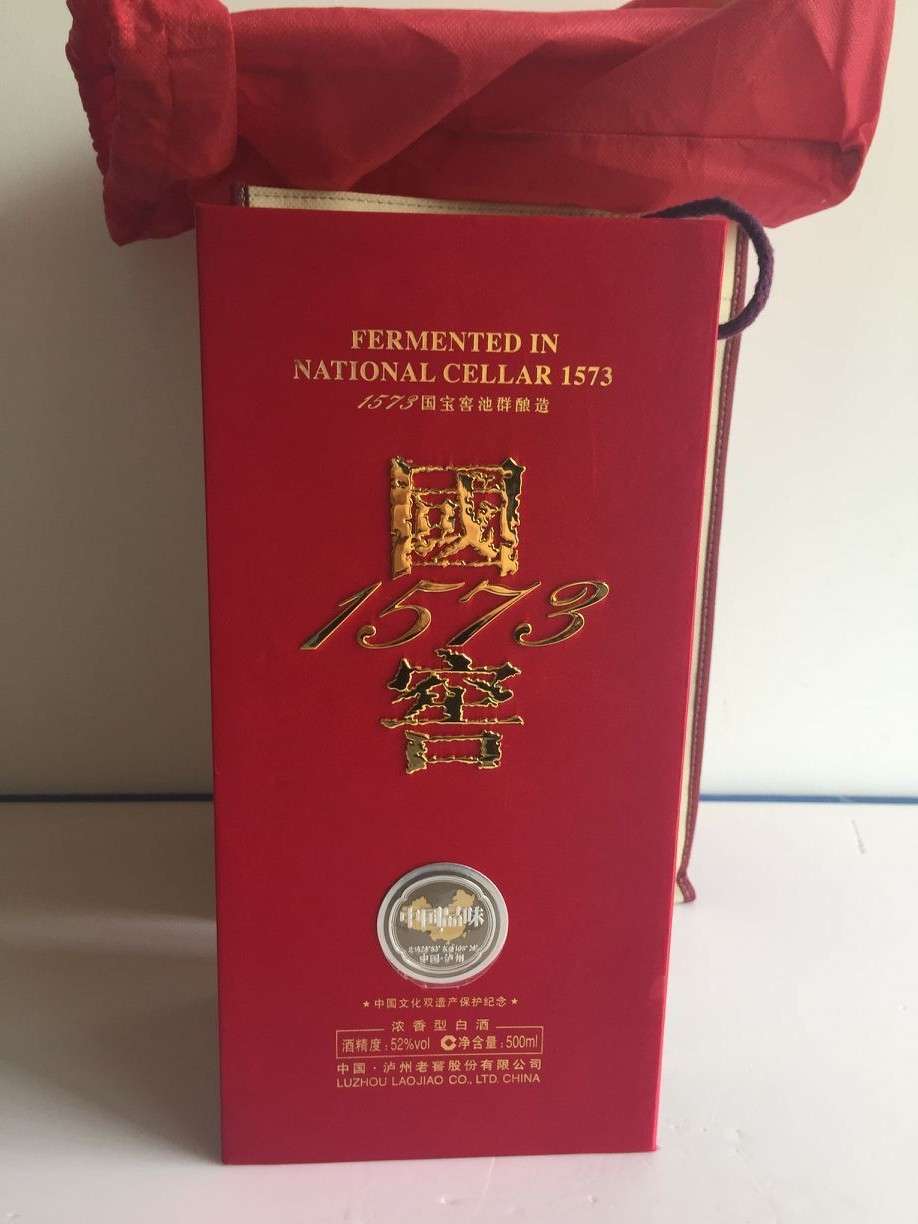 FERMENTED IN
NATIONAL CELLAR 1573
1573国宝窖池群酿造
國
1573
窖
中国品味
中国·泸州
★中国文化双遗产保护纪念★
浓香型白酒
酒精度:52%vol C净含量:500ml
中国·泸州老窖股份有限公司
LUZHOU LAOJIAO CO., LTD. CHINA